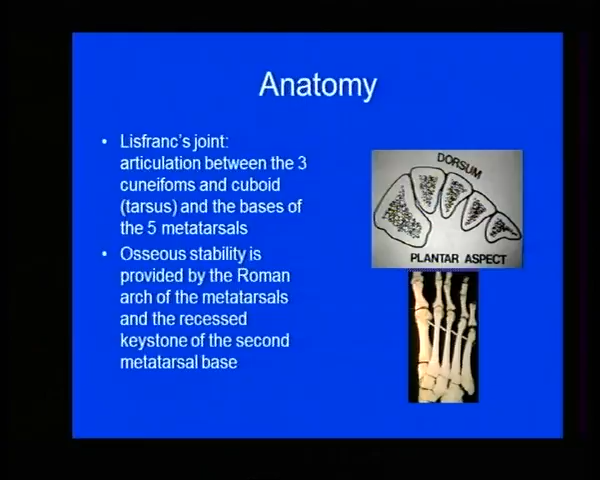 Anatomy
• Lisfranc's joint:
articulation between the 3
cuneifoms and cuboid
(tarsus) and the bases of
the 5 metatarsals
• Osseous stability is
provided by the Roman
arch of the metatarsals
and the recessed
keystone of the second
metatarsal base
DORSUM
PLANTAR ASPECT